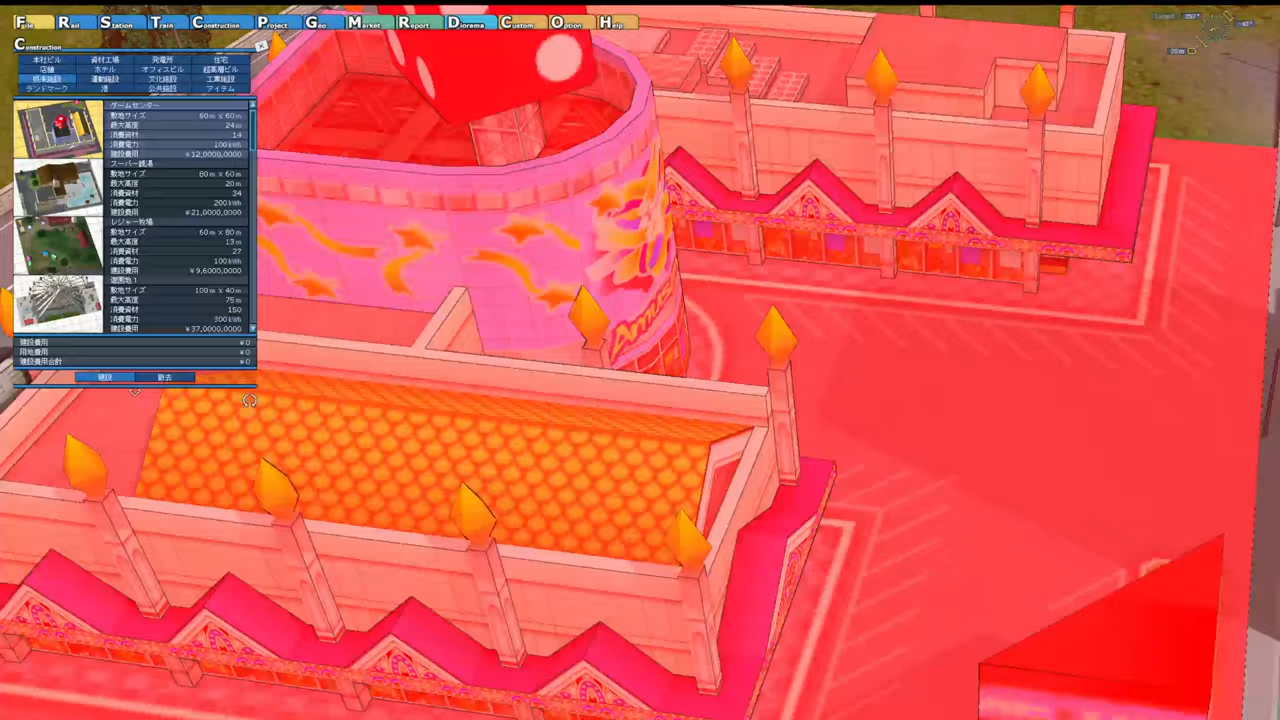 File Rail Station Train Construction Project Geo Market Report Diorama Custom Option Help
Construction
本社ビル 資材工場 発電所 住宅
店舗 ホテル オフィスビル 超高層ビル
娯楽施設 運動施設 文化施設 工業施設
ランドマーク 港 公共施設 アイテム
ゲームセンター
敷地サイズ 60m X 60m
最大高度 24m
消費資材 14
消費電力 100kWh
建設費用 ¥12,0000,0000
スーパー銭湯
敷地サイズ 80m X 60m
最大高度 20m
消費資材 34
消費電力 200kWh
建設費用 ¥21,0000,0000
レジャー牧場
敷地サイズ 60m X 80m
最大高度 13m
消費資材 27
消費電力 100kWh
建設費用 ¥9,6000,0000
遊園地1
敷地サイズ 100m X 40m
最大高度 75m
消費資材 150
消費電力 300kWh
建設費用 ¥37,0000,0000
建設費用 ¥0
用地費用 ¥0
建設費用合計 ¥0
建設 撤去